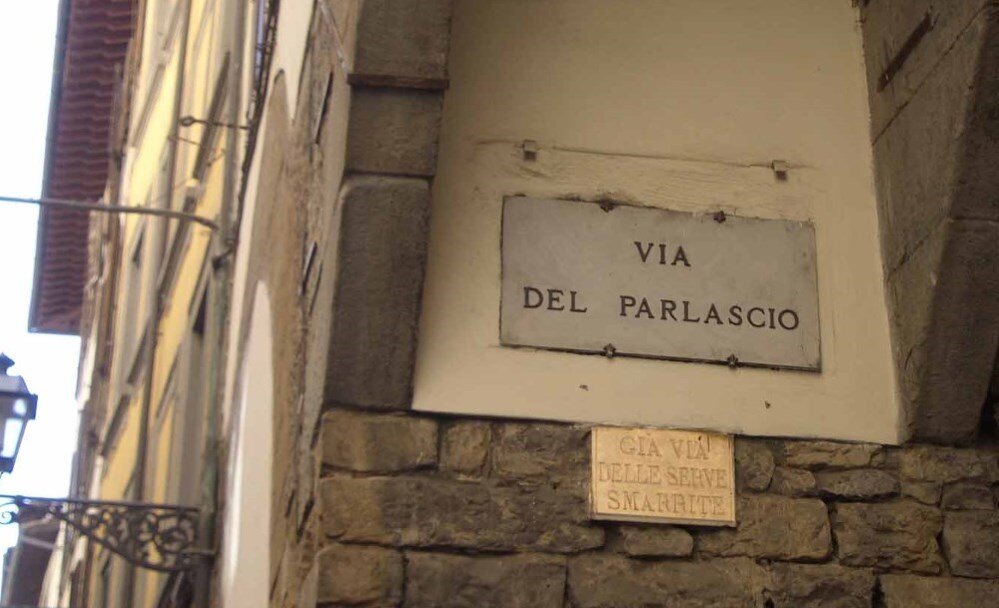 VIA
DEL PARLASCIO
GIÀ VIA
DELLE SERVE
SMARRITE